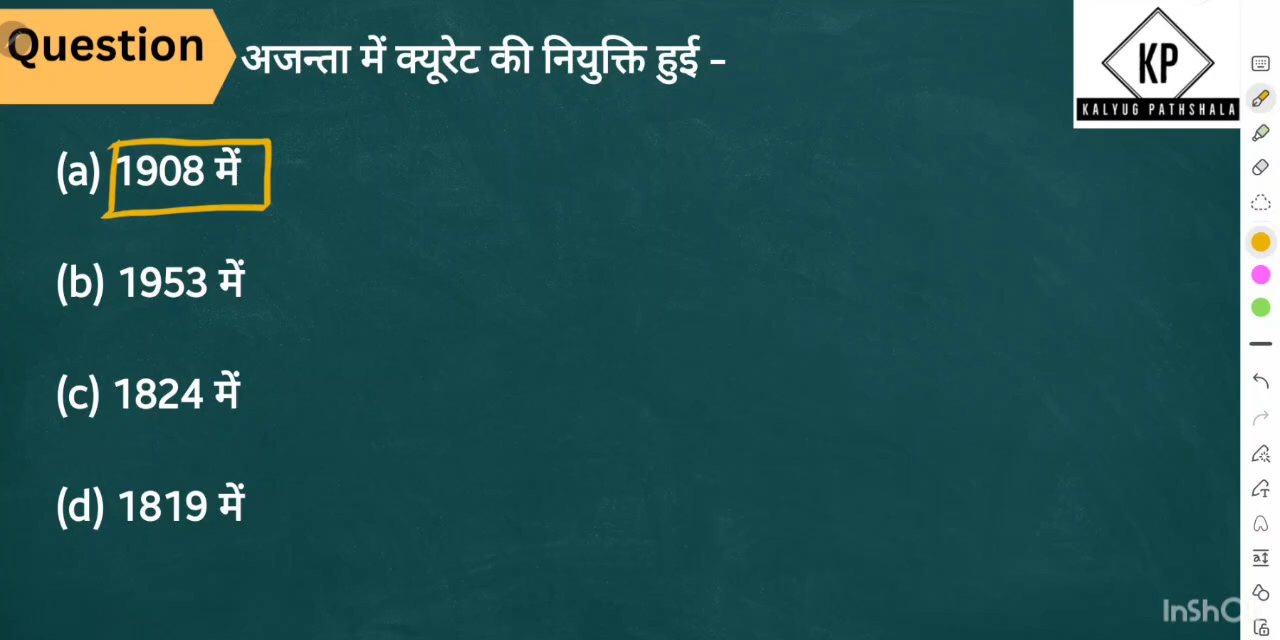 Question
अजन्ता में क्यूरेट की नियुक्ति हुई –
KP
KALYUG PATHSHALA
(a) 1908 में
(b) 1953 में
(c) 1824 में
(d) 1819 में